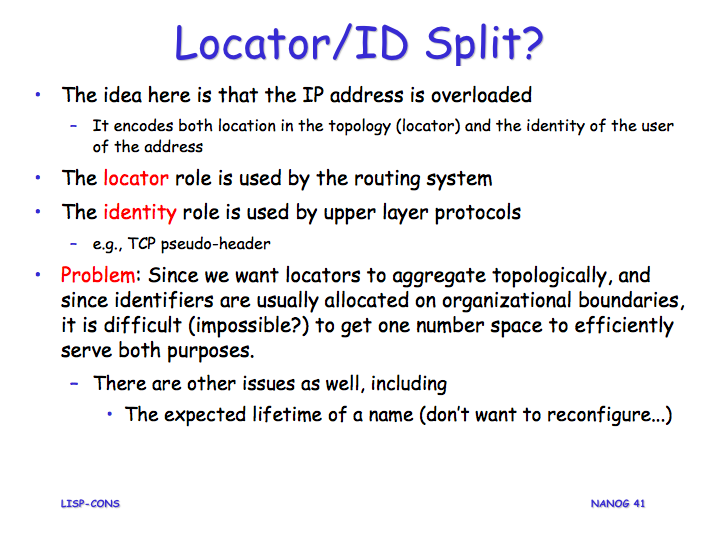 Locator/ID Split?
• The idea here is that the IP address is overloaded
– It encodes both location in the topology (locator) and the identity of the user
of the address
• The locator role is used by the routing system
• The identity role is used by upper layer protocols
– e.g., TCP pseudo-header
• Problem: Since we want locators to aggregate topologically, and
since identifiers are usually allocated on organizational boundaries,
it is difficult (impossible?) to get one number space to efficiently
serve both purposes.
– There are other issues as well, including
• The expected lifetime of a name (don't want to reconfigure...)
LISP-CONS
NANOG 41